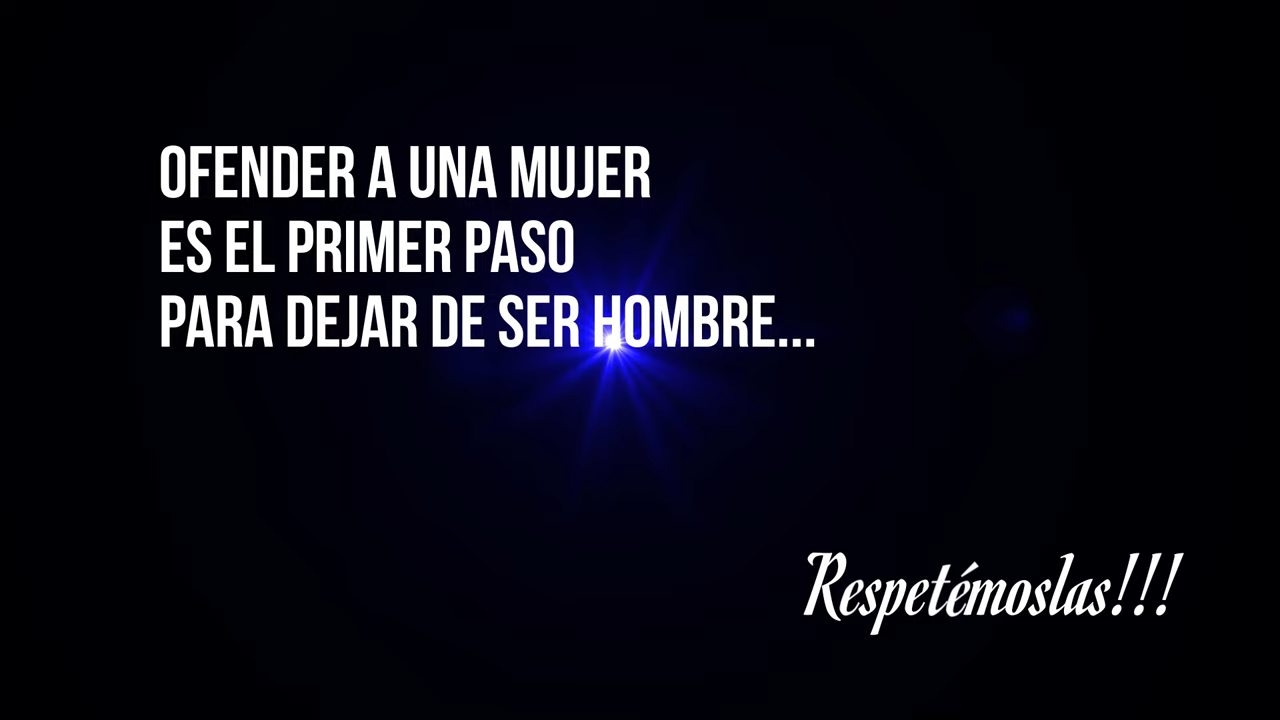 OFENDER A UNA MUJER
ES EL PRIMER PASO
PARA DEJAR DE SER HOMBRE...
Respetémoslas!!!